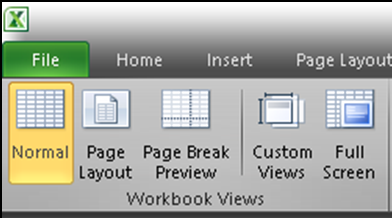 File Home Insert Page Layout
Normal Page Layout Page Break Preview Custom Views Full Screen
Workbook Views